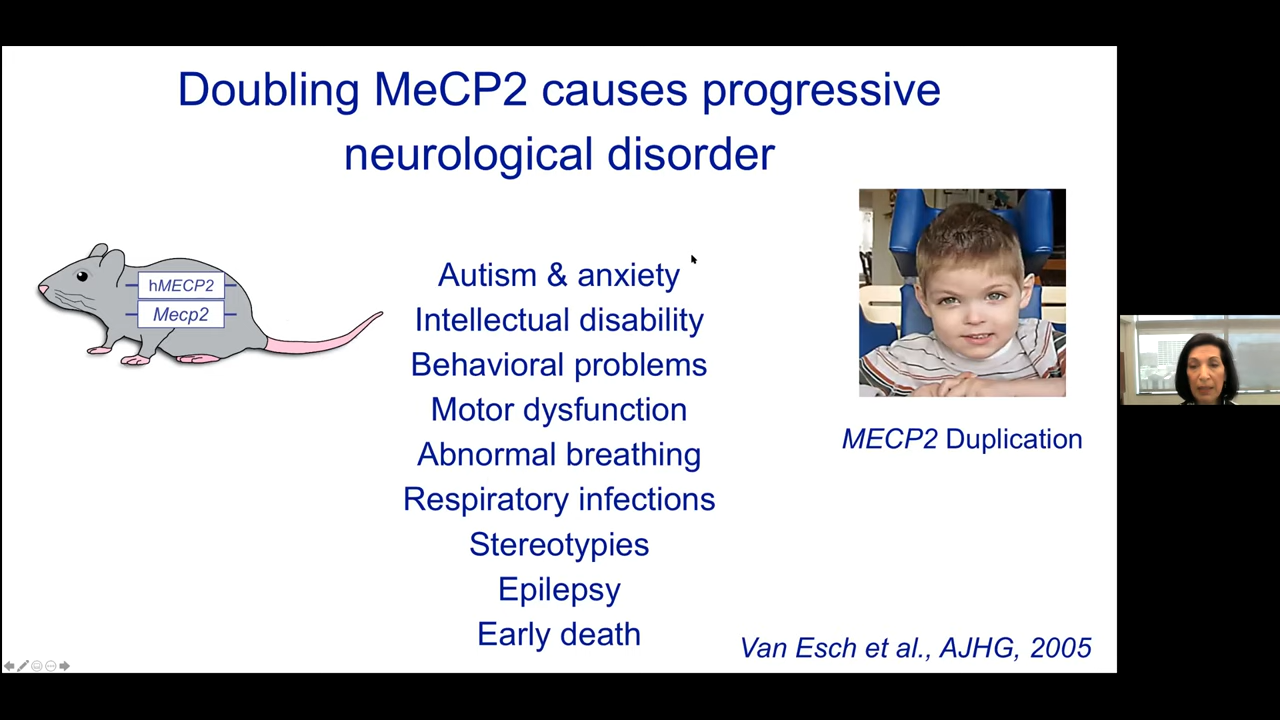 Doubling MeCP2 causes progressive
neurological disorder
hMECP2
Mecp2
Autism & anxiety
Intellectual disability
Behavioral problems
Motor dysfunction
Abnormal breathing
Respiratory infections
Stereotypies
Epilepsy
Early death
MECP2 Duplication
Van Esch et al., AJHG, 2005